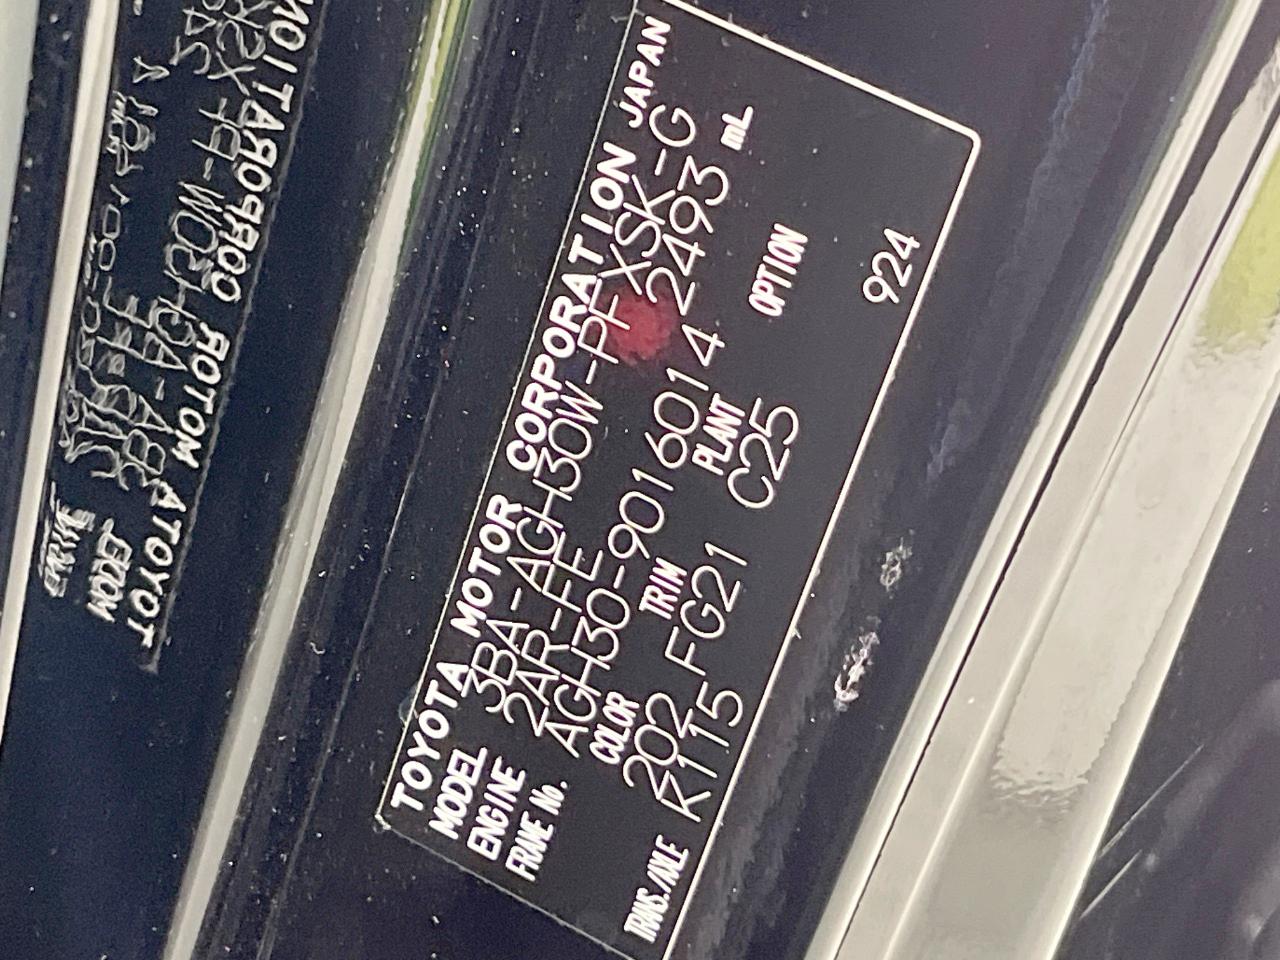 TOYOTA MOTOR CORPORATION JAPAN
MODEL 3BA-AGH30W-PFXSK-G
ENGINE 2AR-FE 2493 mL
FRAME No. AGH30-9016014
COLOR TRIM PLANT OPTION
202 FG21 C25
TRANS./AXLE K115 924